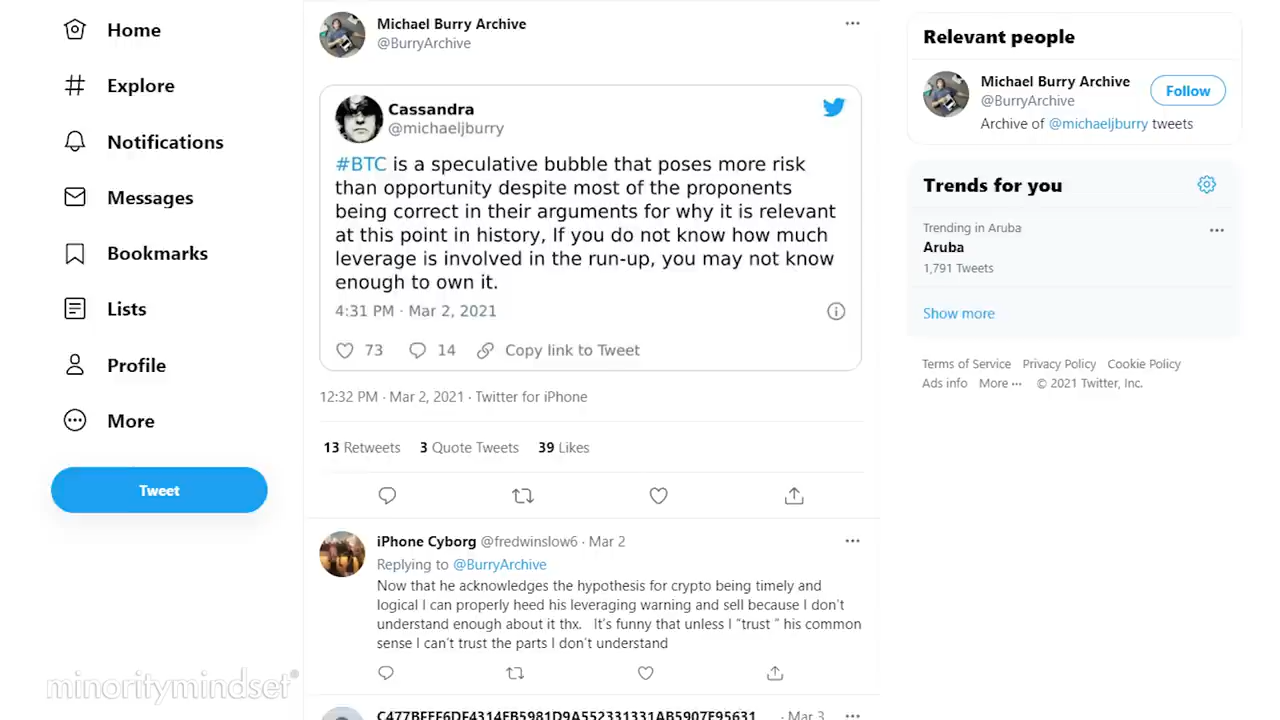 Home
Explore
Notifications
Messages
Bookmarks
Lists
Profile
More
Tweet
minoritymindset
Michael Burry Archive
@BurryArchive
Cassandra
@michaeljburry
#BTC is a speculative bubble that poses more risk
than opportunity despite most of the proponents
being correct in their arguments for why it is relevant
at this point in history, If you do not know how much
leverage is involved in the run-up, you may not know
enough to own it.
4:31 PM · Mar 2, 2021
73 14 Copy link to Tweet
12:32 PM · Mar 2, 2021 · Twitter for iPhone
13 Retweets 3 Quote Tweets 39 Likes
iPhone Cyborg @fredwinslow6 · Mar 2
Replying to @BurryArchive
Now that he acknowledges the hypothesis for crypto being timely and
logical I can properly heed his leveraging warning and sell because I don't
understand enough about it thx. It's funny that unless I "trust " his common
sense I can't trust the parts I don't understand
· Mar 3
Relevant people
Michael Burry Archive
@BurryArchive
Follow
Archive of @michaeljburry tweets
Trends for you
Trending in Aruba
Aruba
1,791 Tweets
Show more
Terms of Service Privacy Policy Cookie Policy
Ads info More ··· © 2021 Twitter, Inc.